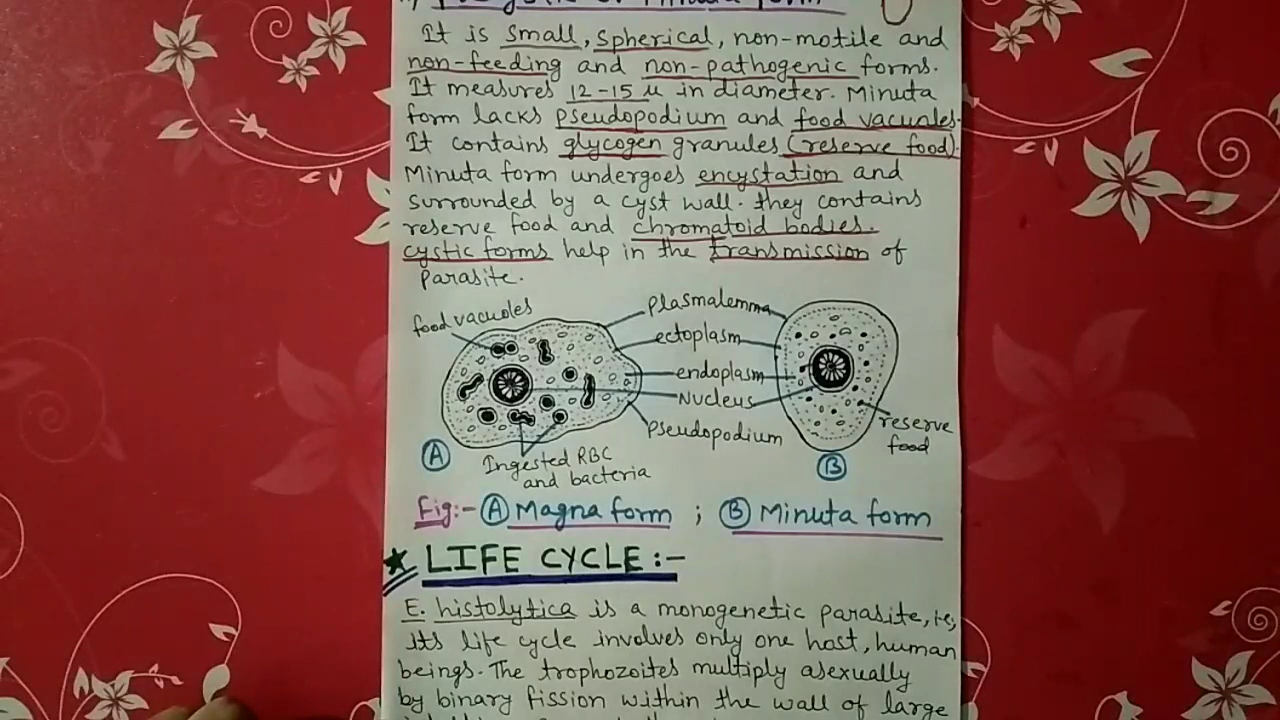 Minuta form
It is small, spherical, non-motile and
non-feeding and non-pathogenic forms.
It measures 12-15 µ in diameter. Minuta
form lacks pseudopodium and food vacuoles.
It contains glycogen granules (reserve food).
Minuta form undergoes encystation and
surrounded by a cyst wall. they contains
reserve food and chromatoid bodies.
cystic forms help in the transmission of
parasite.
food vacuoles
plasmalemma
ectoplasm
endoplasm
Nucleus
pseudopodium
reserve
food
Ingested RBC
and bacteria
A
B
Fig:- A Magna form ; B Minuta form
★ LIFE CYCLE:-
E. histolytica is a monogenetic parasite, i.e,
its life cycle involves only one host, human
beings. The trophozoites multiply asexually
by binary fission within the wall of large